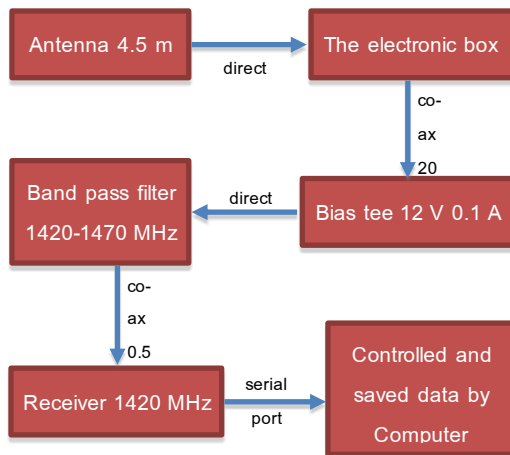 Antenna 4.5 m
direct
The electronic box
co-
ax
20
Bias tee 12 V 0.1 A
direct
Band pass filter
1420-1470 MHz
co-
ax
0.5
Receiver 1420 MHz
serial
port
Controlled and
saved data by
Computer